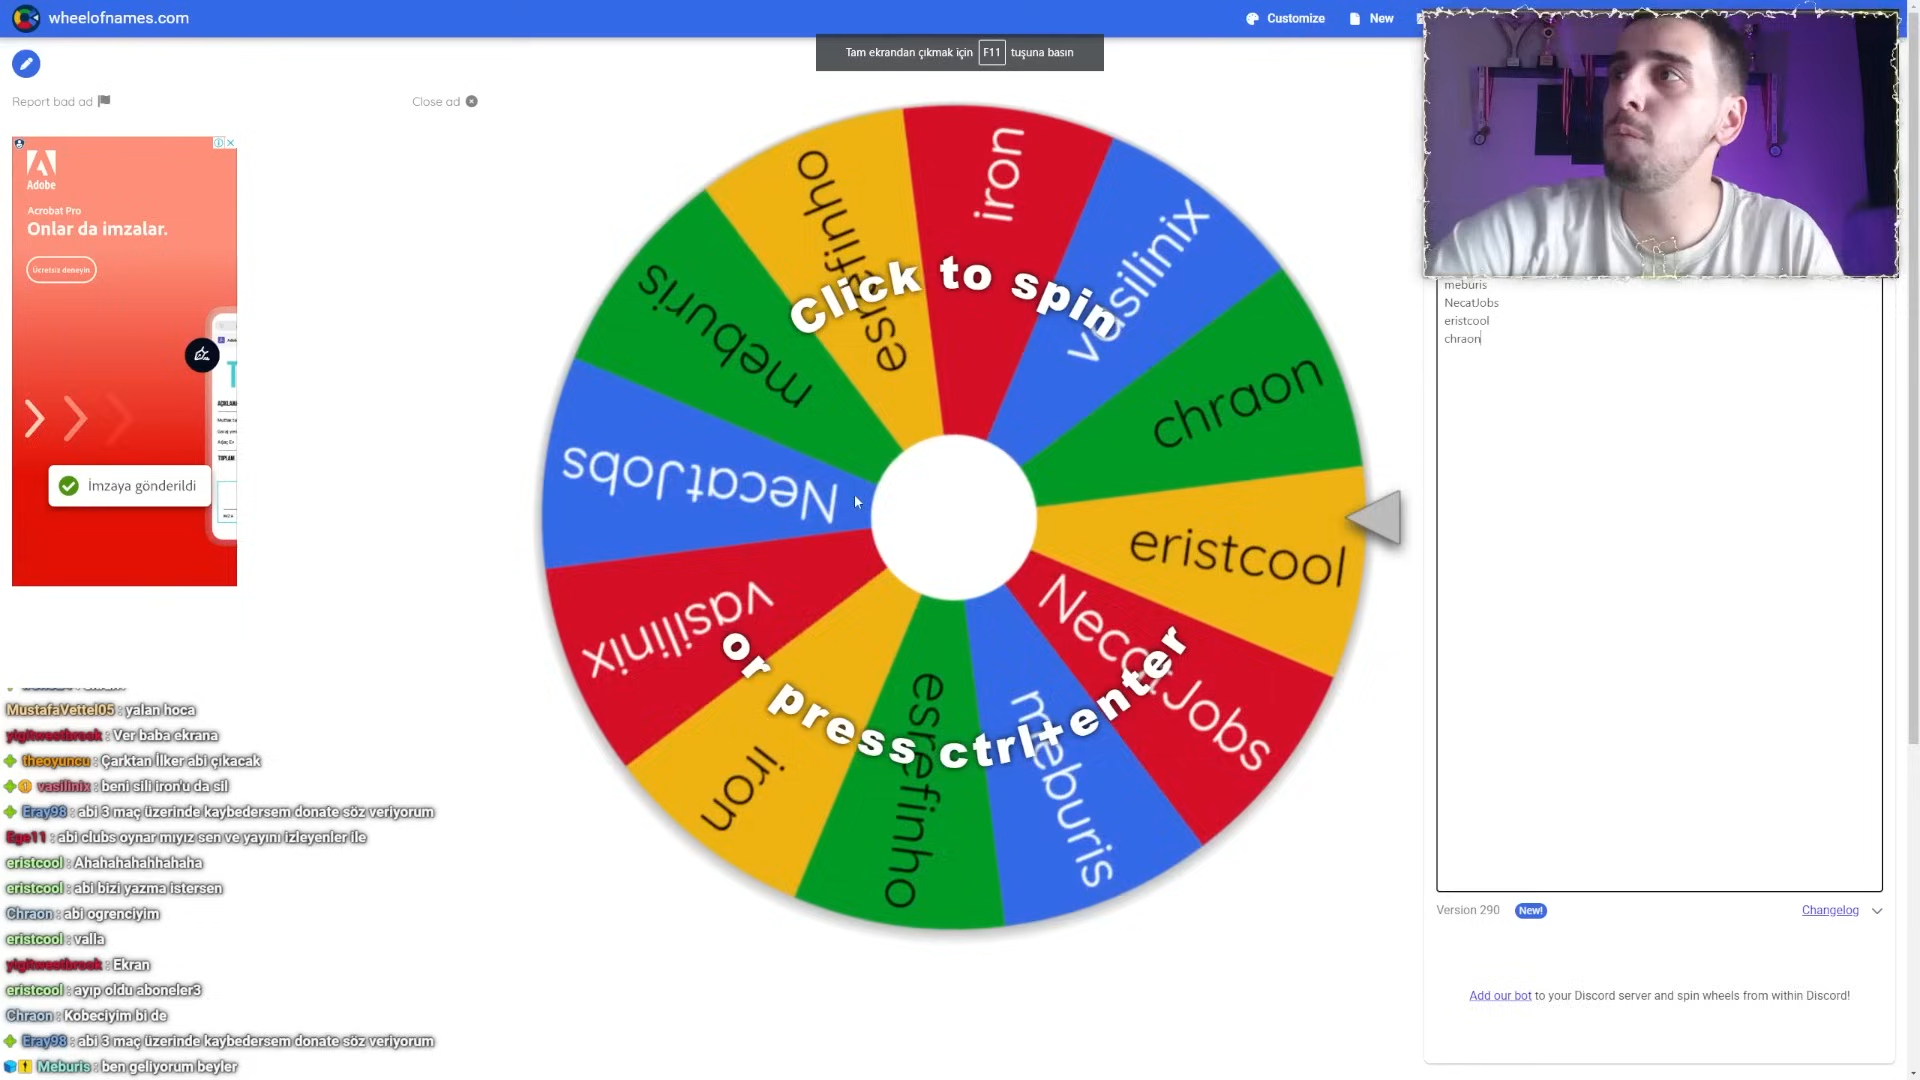 wheelofnames.com
Customize
New
Tam ekrandan çıkmak için F11 tuşuna basın
Report bad ad
Close ad
Adobe
Acrobat Pro
Onlar da imzalar.
Ücretsiz deneyin
İmzaya gönderildi
iron
vasilinix
chraon
eristcool
NecatJobs
meburis
esrefinho
iron
vasilinix
NecatJobs
meburis
esrefinho
Click to spin
or press ctrl+enter
meburis
NecatJobs
eristcool
chraon
MustafaVettel05 : yalan hoca
yigitwestbrook : Ver baba ekrana
theoyuncu : Çarktan İlker abi çıkacak
vasilinix : beni sili iron'u da sil
Eray98 : abi 3 maç üzerinde kaybedersem donate söz veriyorum
Ege11 : abi clubs oynar mıyız sen ve yayını izleyenler ile
eristcool : Ahahahahahhahaha
eristcool : abi bizi yazma istersen
Chraon : abi ogrenciyim
eristcool : valla
yigitwestbrook : Ekran
eristcool : ayıp oldu aboneler3
Chraon : Kobeciyim bi de
Eray98 : abi 3 maç üzerinde kaybedersem donate söz veriyorum
Meburis : ben geliyorum beyler
Version 290 New! Changelog
Add our bot to your Discord server and spin wheels from within Discord!